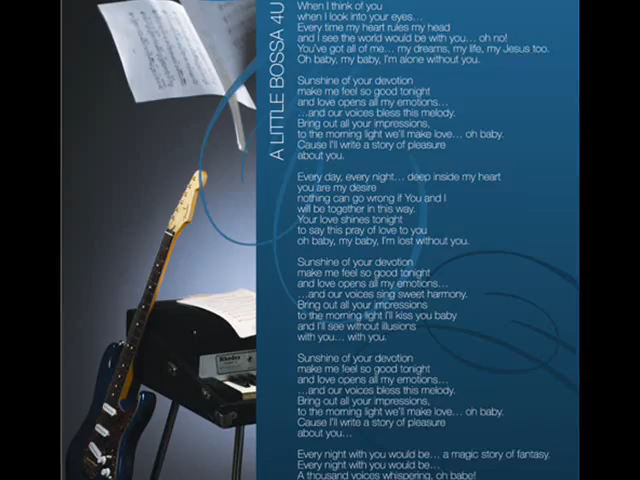 A LITTLE BOSSA 4U
When I think of you
when I look into your eyes...
Every time my heart rules my head
and I see the world would be with you... oh no!
You've got all of me... my dreams, my life, my Jesus too.
Oh baby, my baby, I'm alone without you.
Sunshine of your devotion
make me feel so good tonight
and love opens all my emotions...
...and our voices bless this melody.
Bring out all your impressions,
to the morning light we'll make love... oh baby.
Cause I'll write a story of pleasure
about you.
Every day, every night... deep inside my heart
you are my desire
nothing can go wrong if You and I
will be together in this way.
Your love shines tonight
to say this pray of love to you
oh baby, my baby, I'm lost without you.
Sunshine of your devotion
make me feel so good tonight
and love opens all my emotions...
...and our voices sing sweet harmony.
Bring out all your impressions
to the morning light I'll kiss you baby
and I'll see without illusions
with you... with you.
Sunshine of your devotion
make me feel so good tonight
and love opens all my emotions...
...and our voices bless this melody.
Bring out all your impressions,
to the morning light we'll make love... oh baby.
Cause I'll write a story of pleasure
about you...
Every night with you would be... a magic story of fantasy.
Every night with you would be...
A thousand voices whispering, oh babe!
Rhodes